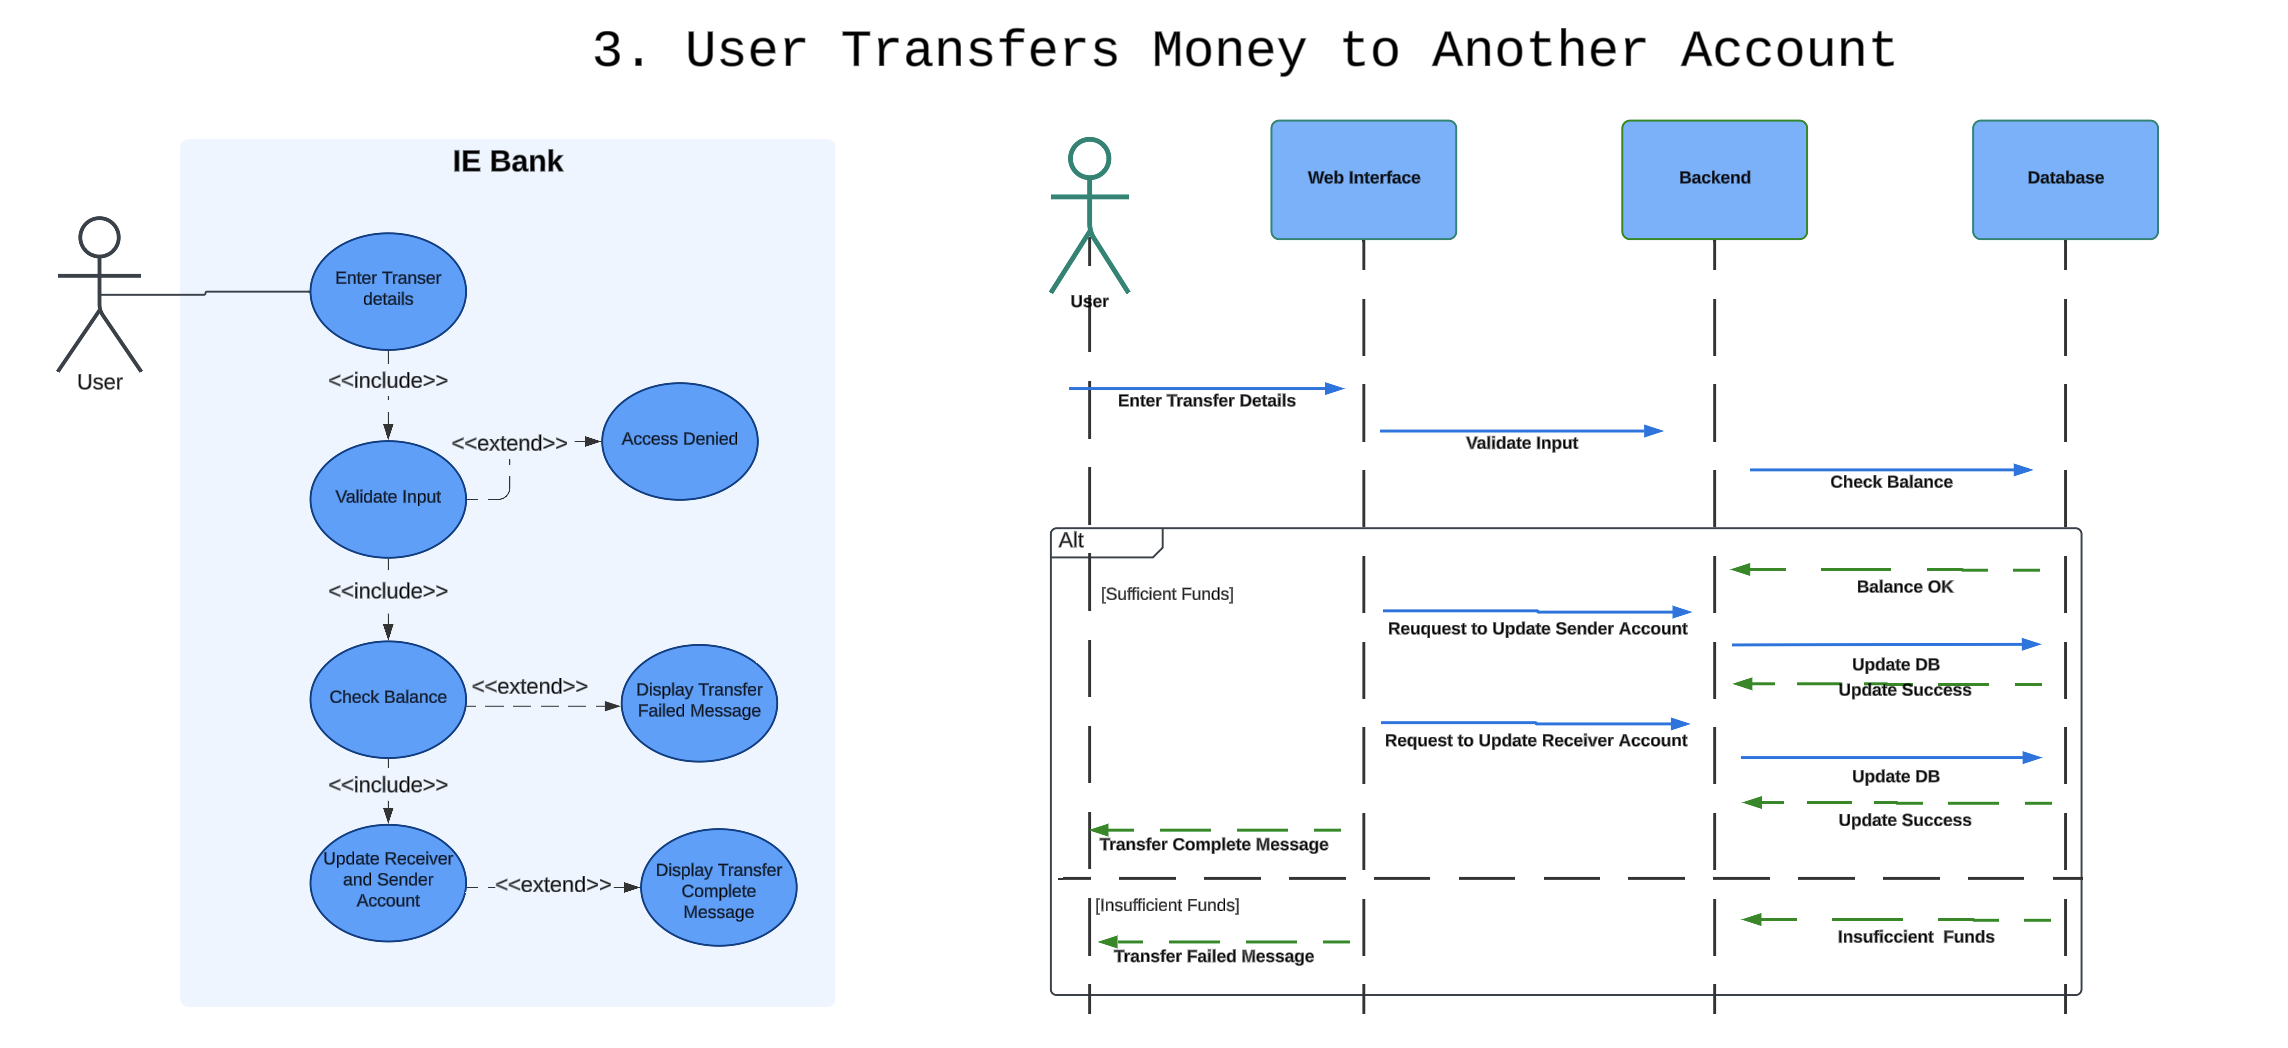 3. User Transfers Money to Another Account
IE Bank
User
Enter Transer
details
<<include>>
Validate Input
<<extend>>
Access Denied
<<include>>
Check Balance
<<extend>>
Display Transfer
Failed Message
<<include>>
Update Receiver
and Sender
Account
<<extend>>
Display Transfer
Complete
Message
User
Web Interface
Backend
Database
Enter Transfer Details
Validate Input
Check Balance
Alt
[Sufficient Funds]
Balance OK
Reuquest to Update Sender Account
Update DB
Update Success
Request to Update Receiver Account
Update DB
Update Success
Transfer Complete Message
[Insufficient Funds]
Insuficcient  Funds
Transfer Failed Message